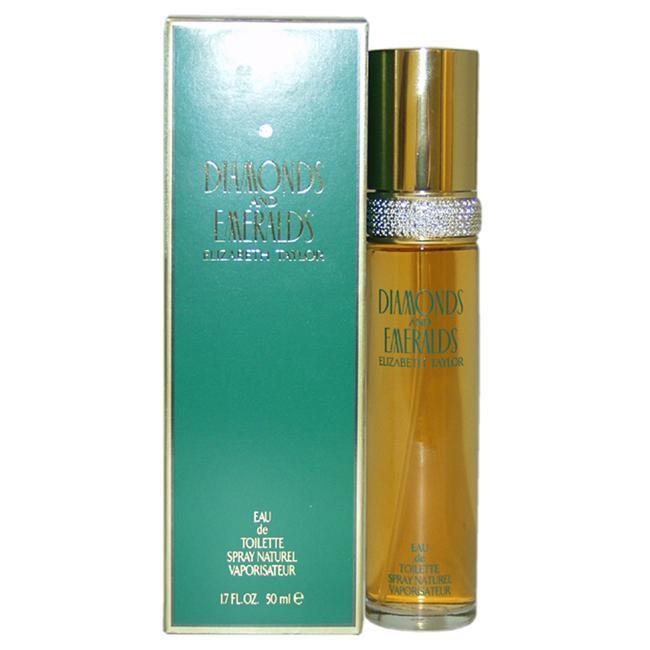 DIAMONDS
AND
EMERALDS
ELIZABETH TAYLOR
EAU
de
TOILETTE
SPRAY NATUREL
VAPORISATEUR
1.7 FL.OZ. 50 ml ℮
DIAMONDS
AND
EMERALDS
ELIZABETH TAYLOR
EAU
de
TOILETTE
SPRAY NATUREL
VAPORISATEUR